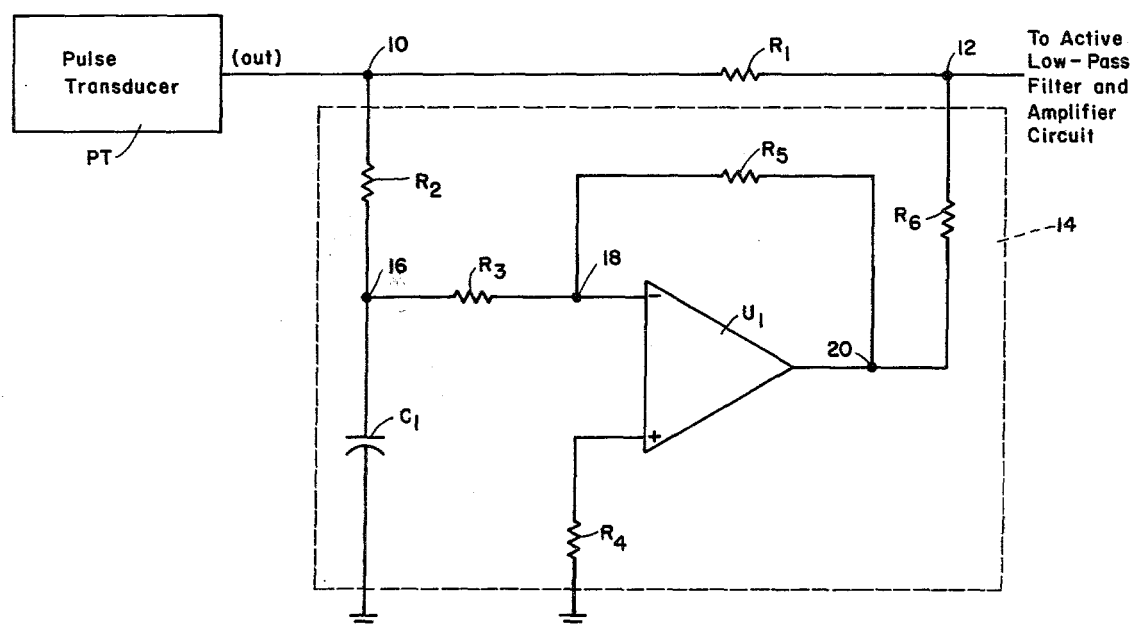 Pulse
Transducer
(out)
10
R1
12
To Active
Low-Pass
Filter and
Amplifier
Circuit
PT
R2
R5
R6
14
16
R3
18
−
U1
20
C1
+
R4